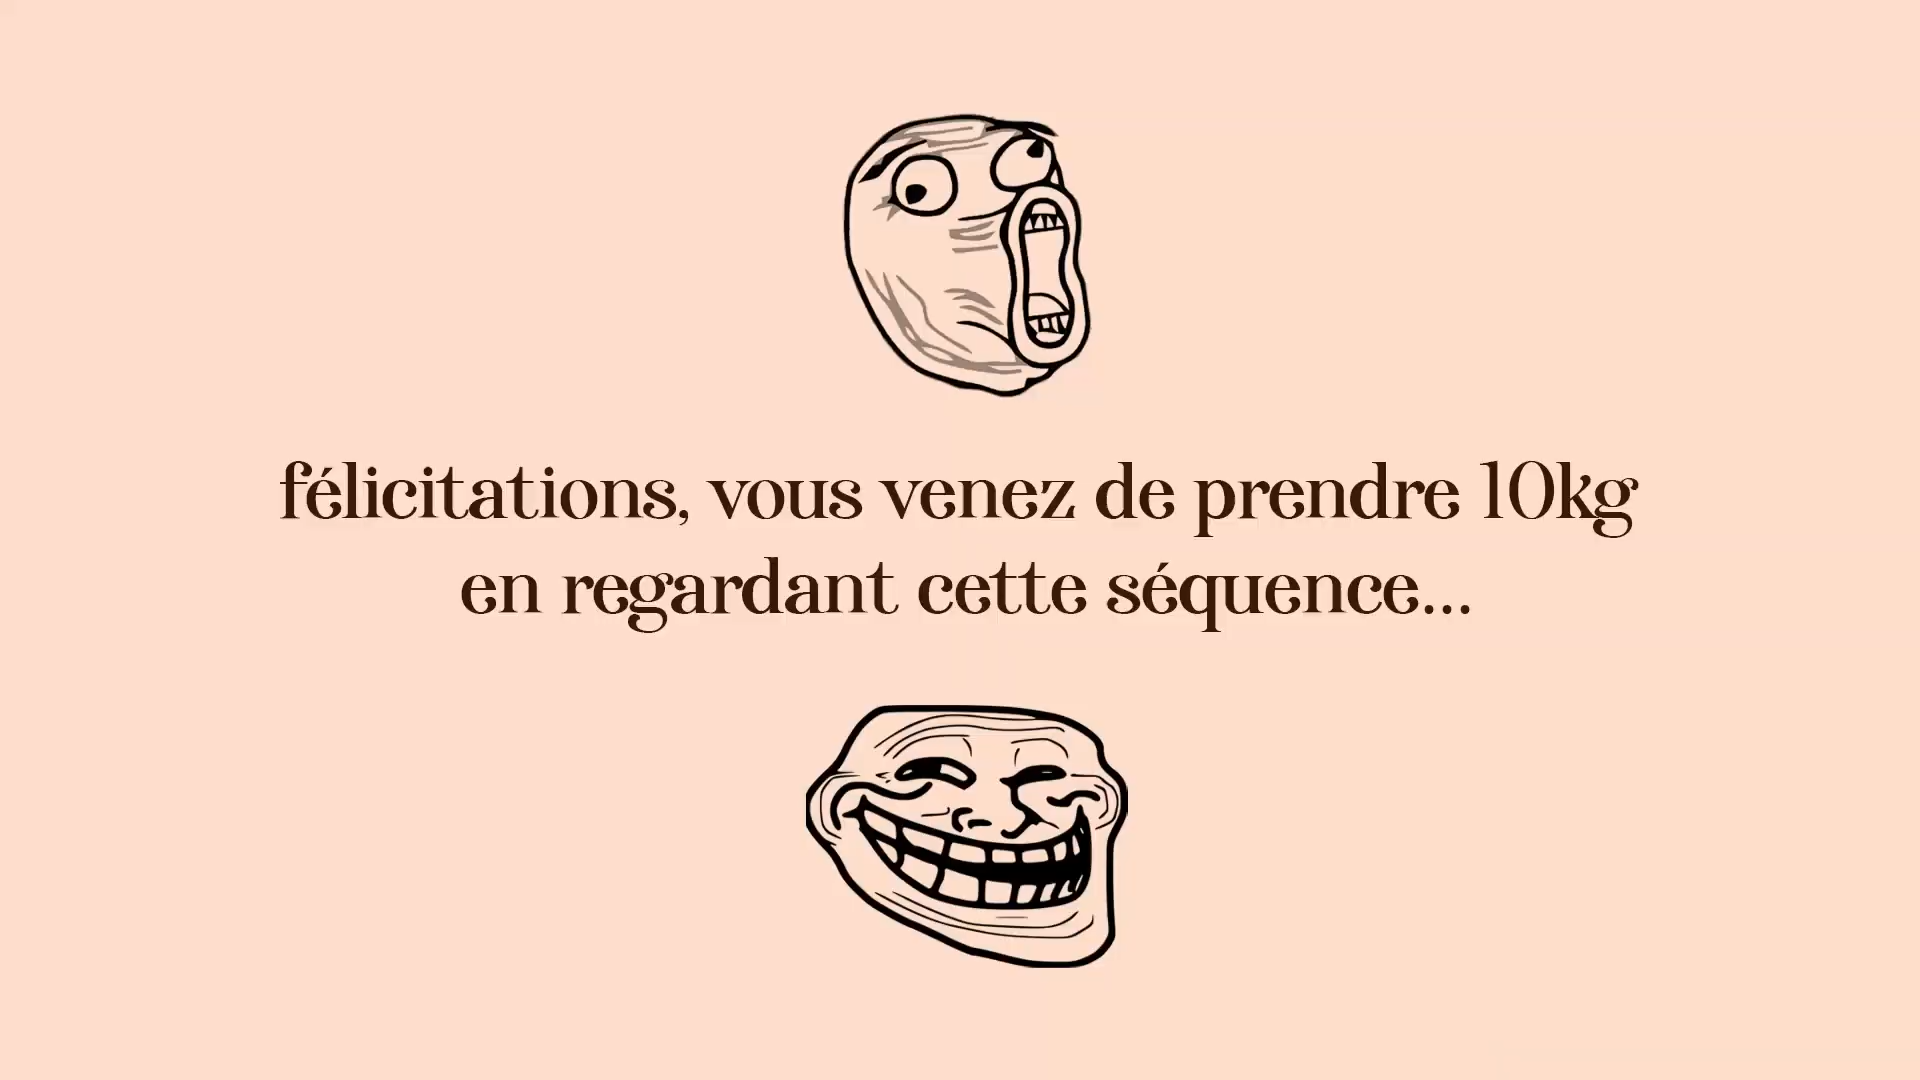 félicitations, vous venez de prendre 10kg
en regardant cette séquence...